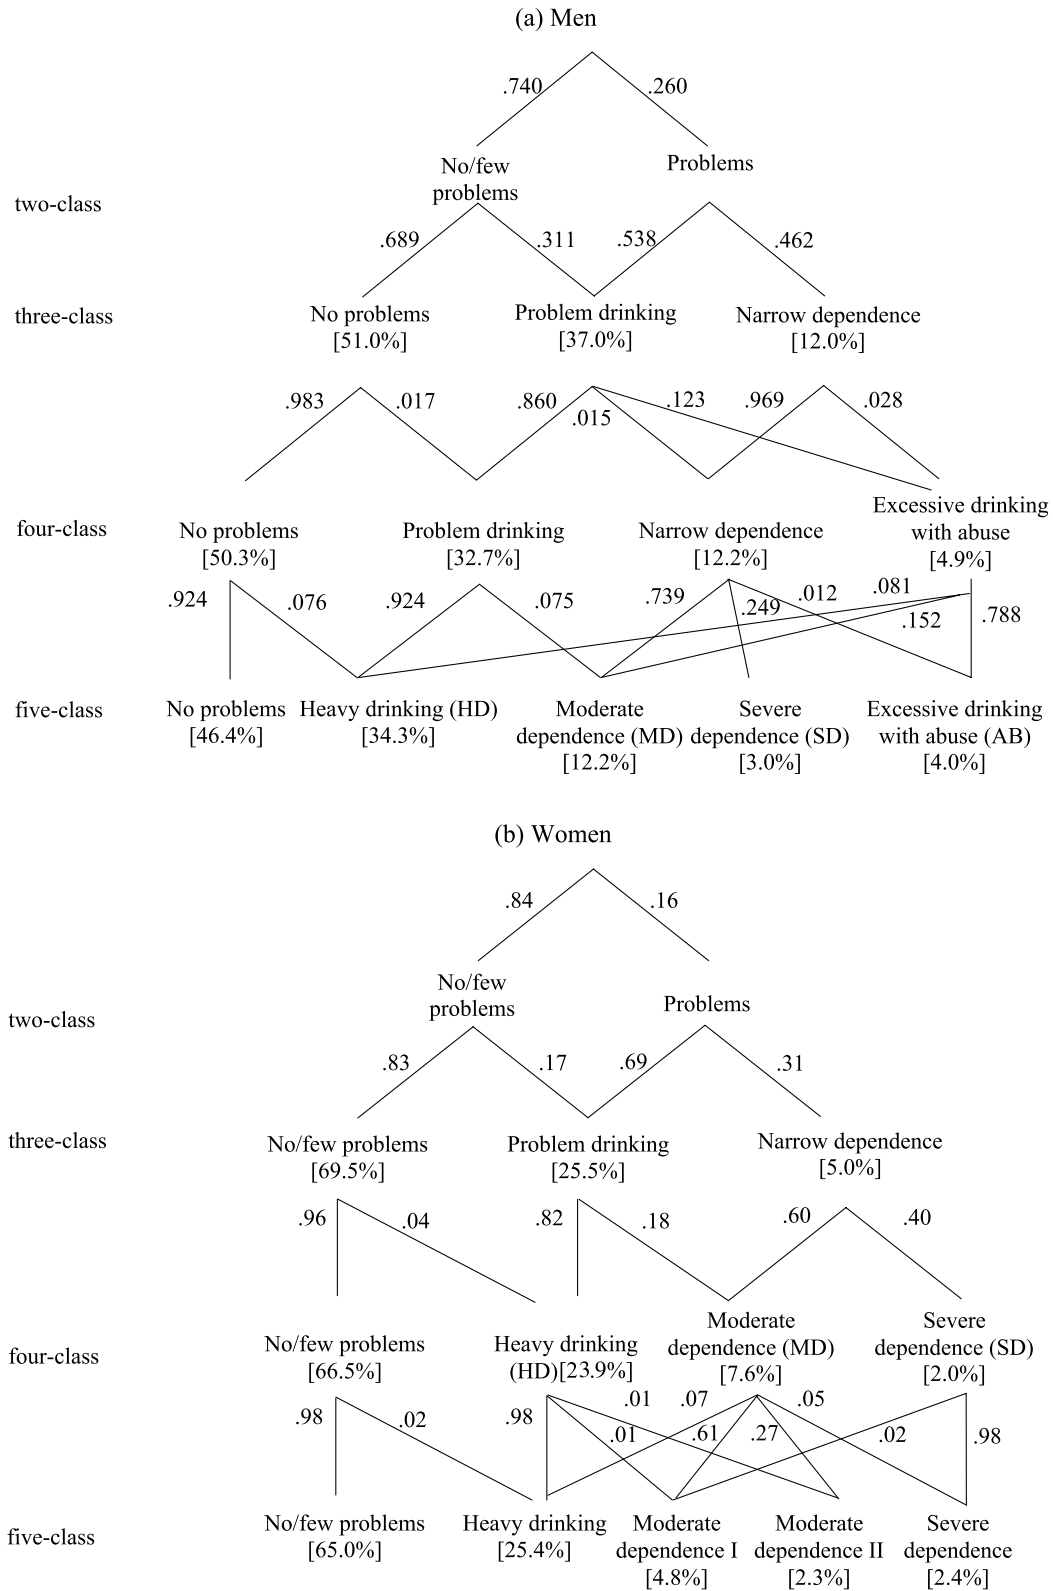 (a) Men
.740 .260
No/few Problems
problems
two-class
.689 .311 .538 .462
three-class No problems Problem drinking Narrow dependence
[51.0%] [37.0%] [12.0%]
.983 .017 .860 .015 .123 .969 .028
Excessive drinking
four-class No problems Problem drinking Narrow dependence with abuse
[50.3%] [32.7%] [12.2%] [4.9%]
.924 .076 .924 .075 .739 .249 .012 .081 .152 .788
five-class No problems Heavy drinking (HD) Moderate Severe Excessive drinking
[46.4%] [34.3%] dependence (MD) dependence (SD) with abuse (AB)
[12.2%] [3.0%] [4.0%]
(b) Women
.84 .16
No/few
problems Problems
two-class
.83 .17 .69 .31
three-class No/few problems Problem drinking Narrow dependence
[69.5%] [25.5%] [5.0%]
.96 .04 .82 .18 .60 .40
Moderate Severe
four-class No/few problems Heavy drinking dependence (MD) dependence (SD)
[66.5%] (HD)[23.9%] [7.6%] [2.0%]
.01 .07 .05
.98 .02 .98 .01 .61 .27 .02 .98
five-class No/few problems Heavy drinking Moderate Moderate Severe
[65.0%] [25.4%] dependence I dependence II dependence
[4.8%] [2.3%] [2.4%]